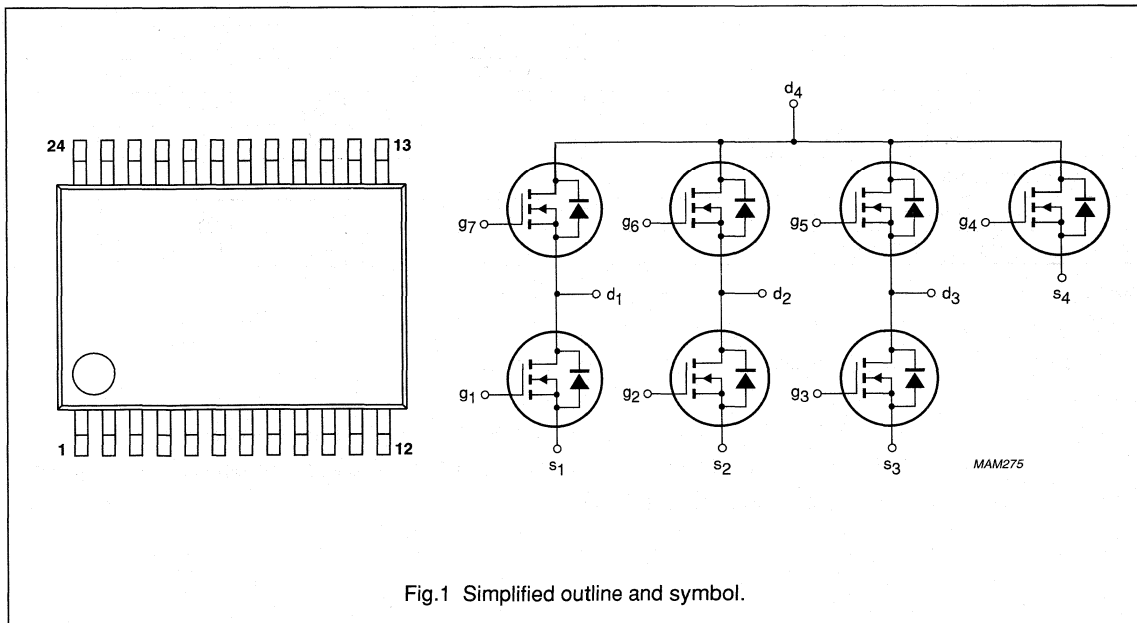 d4
24
13
g7
g6
g5
g4
d1
d2
d3
s4
g1
g2
g3
1
12
s1
s2
s3
MAM275
Fig.1 Simplified outline and symbol.